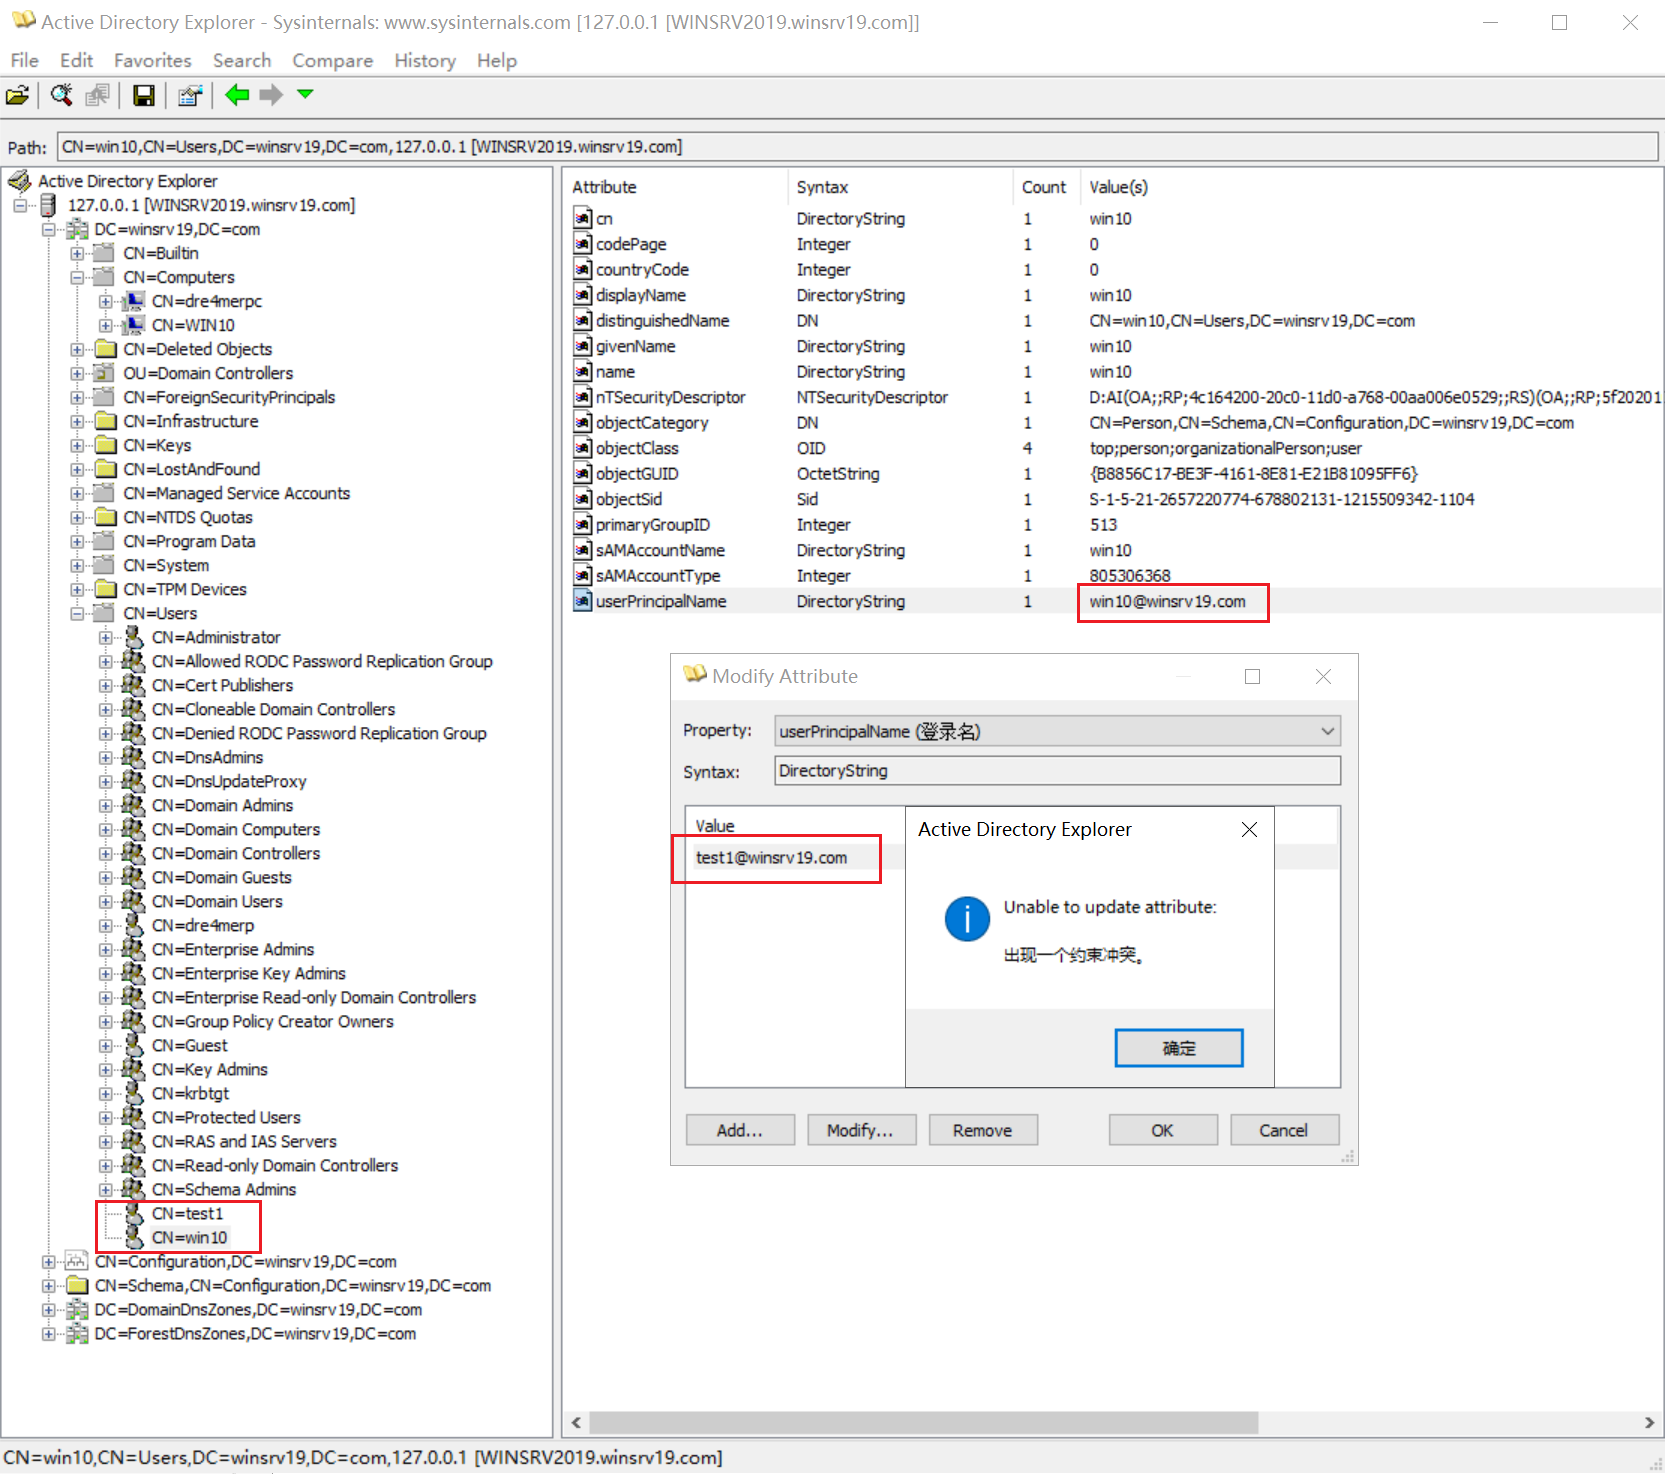 Active Directory Explorer - Sysinternals: www.sysinternals.com [127.0.0.1 [WINSRV2019.winsrv19.com]]
File Edit Favorites Search Compare History Help
Path: CN=win10,CN=Users,DC=winsrv19,DC=com,127.0.0.1 [WINSRV2019.winsrv19.com]
Active Directory Explorer
127.0.0.1 [WINSRV2019.winsrv19.com]
DC=winsrv19,DC=com
CN=Builtin
CN=Computers
CN=dre4merpc
CN=WIN10
CN=Deleted Objects
OU=Domain Controllers
CN=ForeignSecurityPrincipals
CN=Infrastructure
CN=Keys
CN=LostAndFound
CN=Managed Service Accounts
CN=NTDS Quotas
CN=Program Data
CN=System
CN=TPM Devices
CN=Users
CN=Administrator
CN=Allowed RODC Password Replication Group
CN=Cert Publishers
CN=Cloneable Domain Controllers
CN=Denied RODC Password Replication Group
CN=DnsAdmins
CN=DnsUpdateProxy
CN=Domain Admins
CN=Domain Computers
CN=Domain Controllers
CN=Domain Guests
CN=Domain Users
CN=dre4merp
CN=Enterprise Admins
CN=Enterprise Key Admins
CN=Enterprise Read-only Domain Controllers
CN=Group Policy Creator Owners
CN=Guest
CN=Key Admins
CN=krbtgt
CN=Protected Users
CN=RAS and IAS Servers
CN=Read-only Domain Controllers
CN=Schema Admins
CN=test1
CN=win10
CN=Configuration,DC=winsrv19,DC=com
CN=Schema,CN=Configuration,DC=winsrv19,DC=com
DC=DomainDnsZones,DC=winsrv19,DC=com
DC=ForestDnsZones,DC=winsrv19,DC=com
Attribute Syntax Count Value(s)
cn DirectoryString 1 win10
codePage Integer 1 0
countryCode Integer 1 0
displayName DirectoryString 1 win10
distinguishedName DN 1 CN=win10,CN=Users,DC=winsrv19,DC=com
givenName DirectoryString 1 win10
name DirectoryString 1 win10
nTSecurityDescriptor NTSecurityDescriptor 1 D:AI(OA;;RP;4c164200-20c0-11d0-a768-00aa006e0529;;RS)(OA;;RP;5f20201
objectCategory DN 1 CN=Person,CN=Schema,CN=Configuration,DC=winsrv19,DC=com
objectClass OID 4 top;person;organizationalPerson;user
objectGUID OctetString 1 {B8856C17-BE3F-4161-8E81-E21B81095FF6}
objectSid Sid 1 S-1-5-21-2657220774-678802131-1215509342-1104
primaryGroupID Integer 1 513
sAMAccountName DirectoryString 1 win10
sAMAccountType Integer 1 805306368
userPrincipalName DirectoryString 1 win10@winsrv19.com
Modify Attribute
Property: userPrincipalName (登录名)
Syntax: DirectoryString
Value
test1@winsrv19.com
Active Directory Explorer
Unable to update attribute:
出现一个约束冲突。
确定
Add... Modify... Remove OK Cancel
CN=win10,CN=Users,DC=winsrv19,DC=com,127.0.0.1 [WINSRV2019.winsrv19.com]